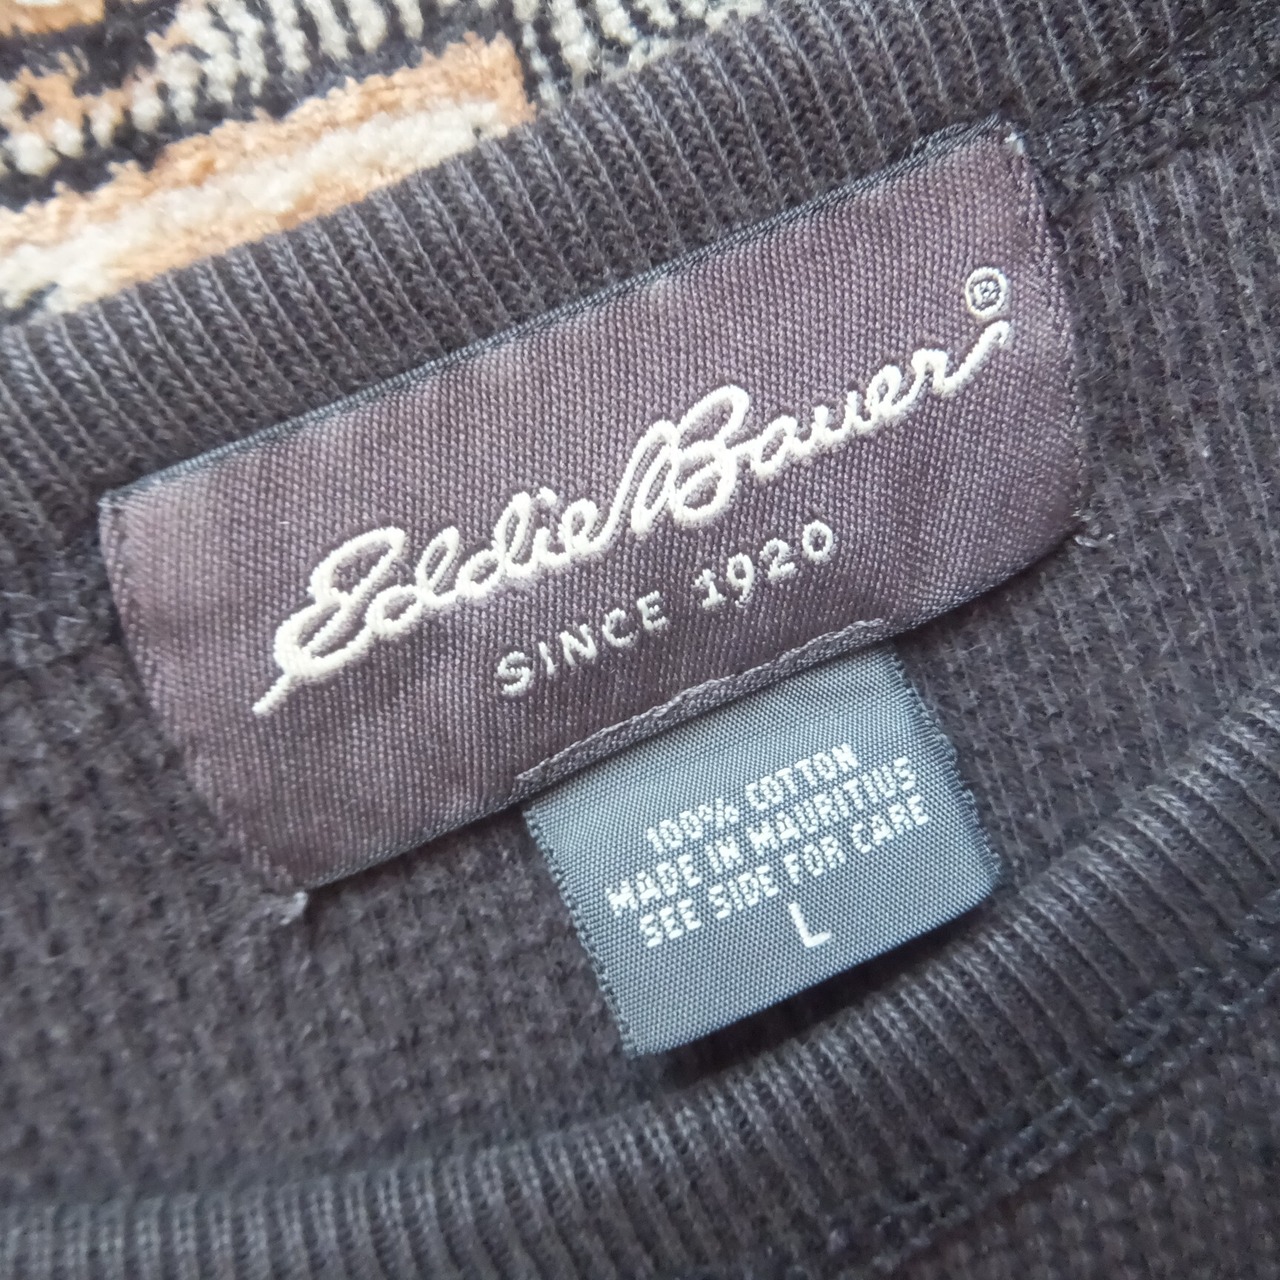 Eddie Bauer®
SINCE 1920
100% COTTON
MADE IN MAURITIUS
SEE SIDE FOR CARE
L